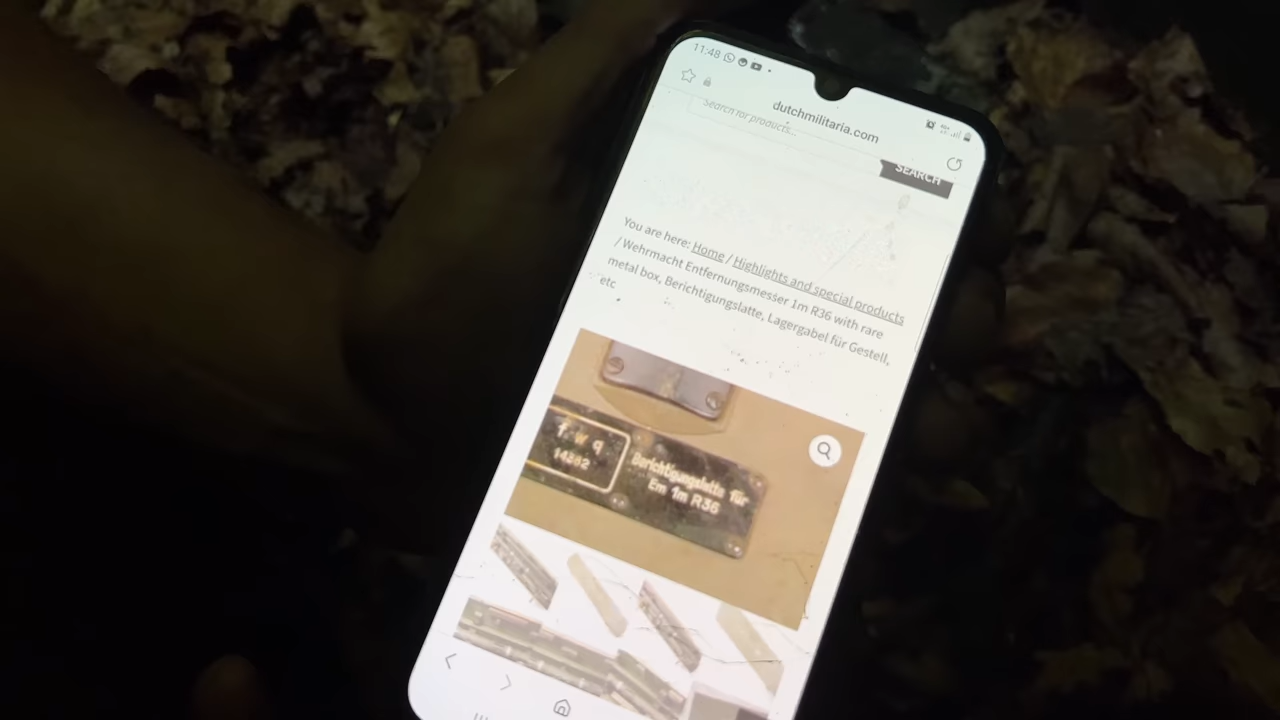 11:48
dutchmilitaria.com
Search for products...
SEARCH
You are here: Home / Highlights and special products
/ Wehrmacht Entfernungsmesser 1m R36 with rare
metal box, Berichtigungslatte, Lagergabel für Gestell,
etc
f w q
14382
Berichtigungslatte für
Em 1m R36